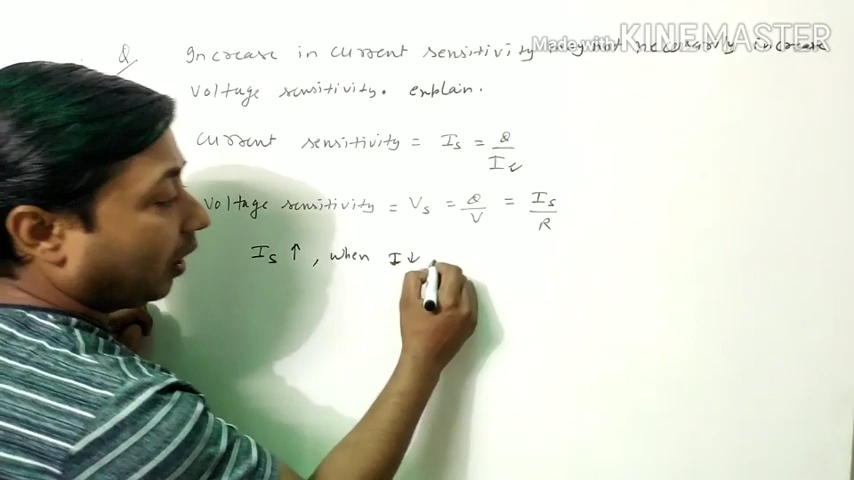 Made with KINEMASTER
Q Increase in current sensitivity may not necessarily increase
voltage sensitivity. explain.
current sensitivity = Is = θ/I
voltage sensitivity = Vs = θ/V = Is/R
Is ↑, when I↓